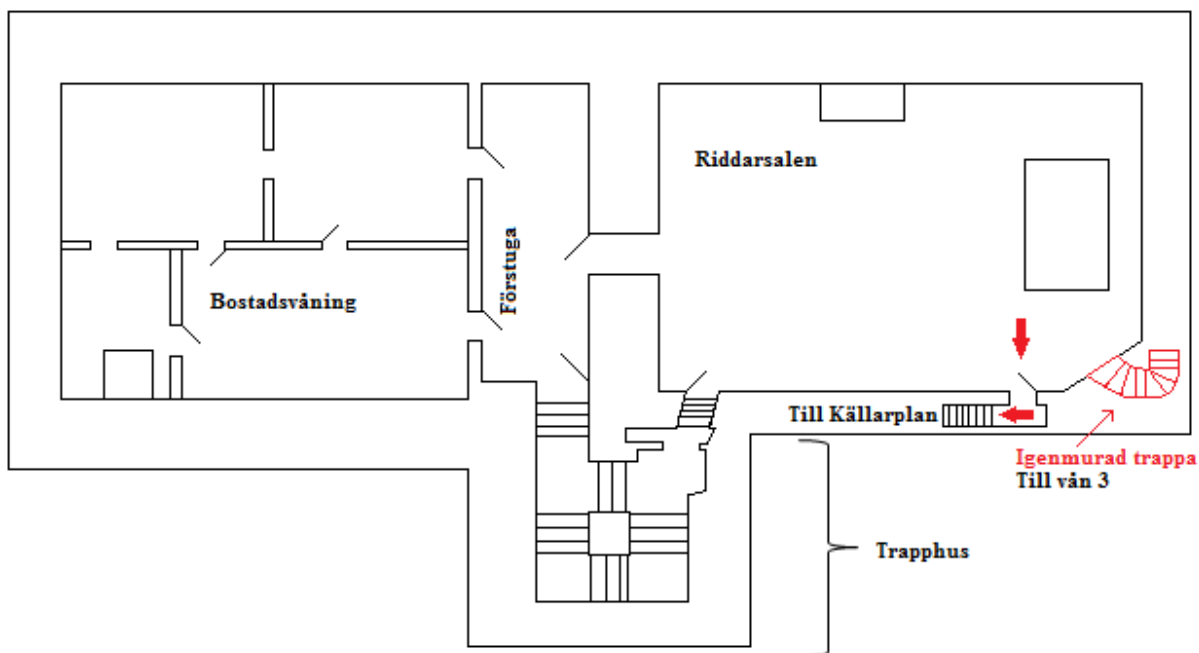 Riddarsalen
Förstuga
Bostadsvåning
Till Källarplan
Igenmurad trappa
Till vån 3
Trapphus